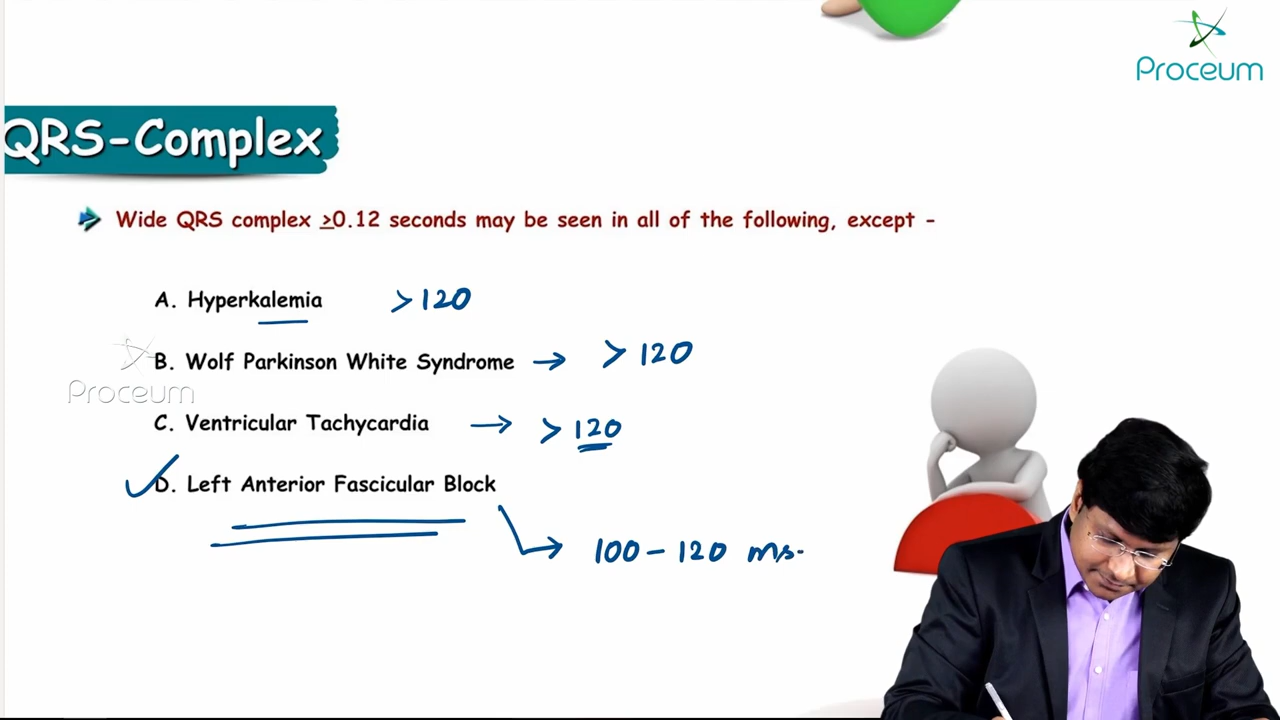 Proceum
QRS-Complex
Wide QRS complex ≥0.12 seconds may be seen in all of the following, except -
A. Hyperkalemia >120
B. Wolf Parkinson White Syndrome → >120
Proceum
C. Ventricular Tachycardia → >120
D. Left Anterior Fascicular Block
→ 100-120 ms.